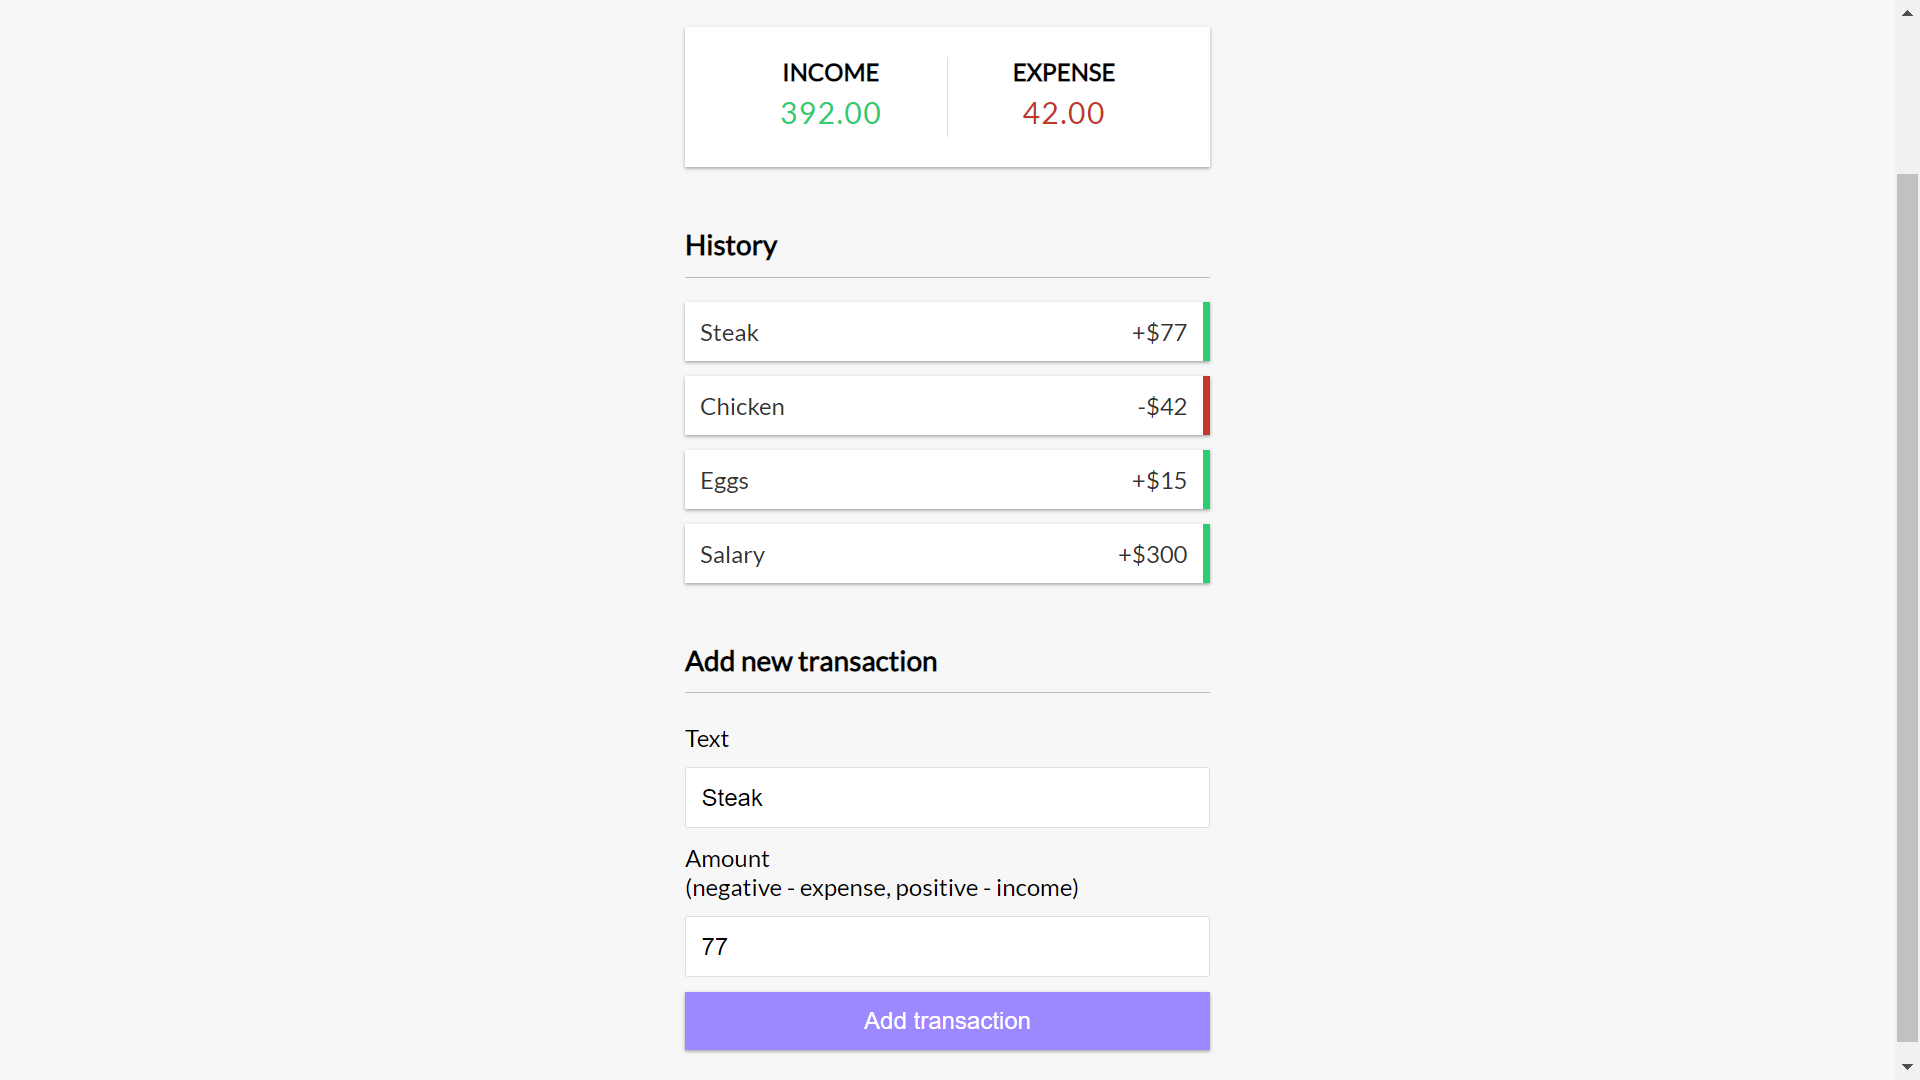 INCOME
392.00
EXPENSE
42.00
History
Steak +$77
Chicken -$42
Eggs +$15
Salary +$300
Add new transaction
Text
Steak
Amount
(negative - expense, positive - income)
77
Add transaction